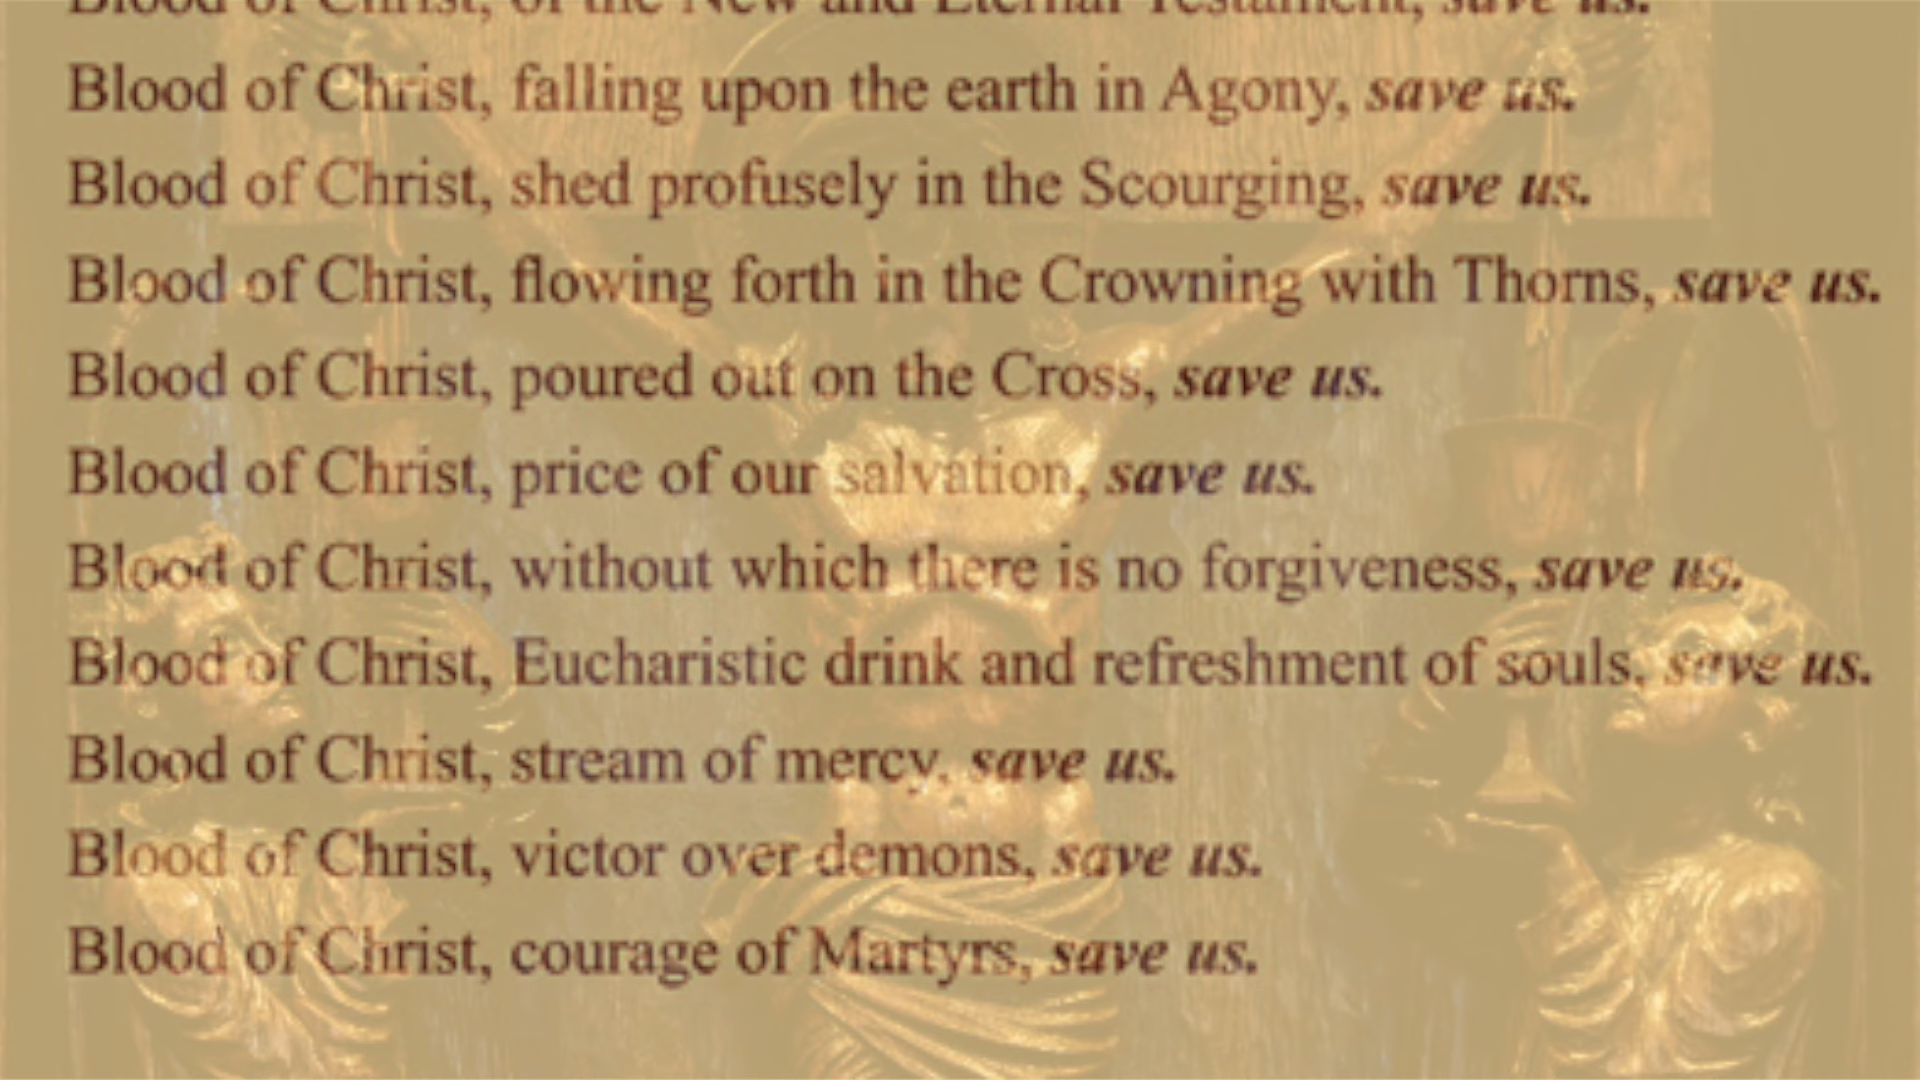 Blood of Christ, of the New and Eternal Testament, save us.
Blood of Christ, falling upon the earth in Agony, save us.
Blood of Christ, shed profusely in the Scourging, save us.
Blood of Christ, flowing forth in the Crowning with Thorns, save us.
Blood of Christ, poured out on the Cross, save us.
Blood of Christ, price of our salvation, save us.
Blood of Christ, without which there is no forgiveness, save us.
Blood of Christ, Eucharistic drink and refreshment of souls, save us.
Blood of Christ, stream of mercy, save us.
Blood of Christ, victor over demons, save us.
Blood of Christ, courage of Martyrs, save us.